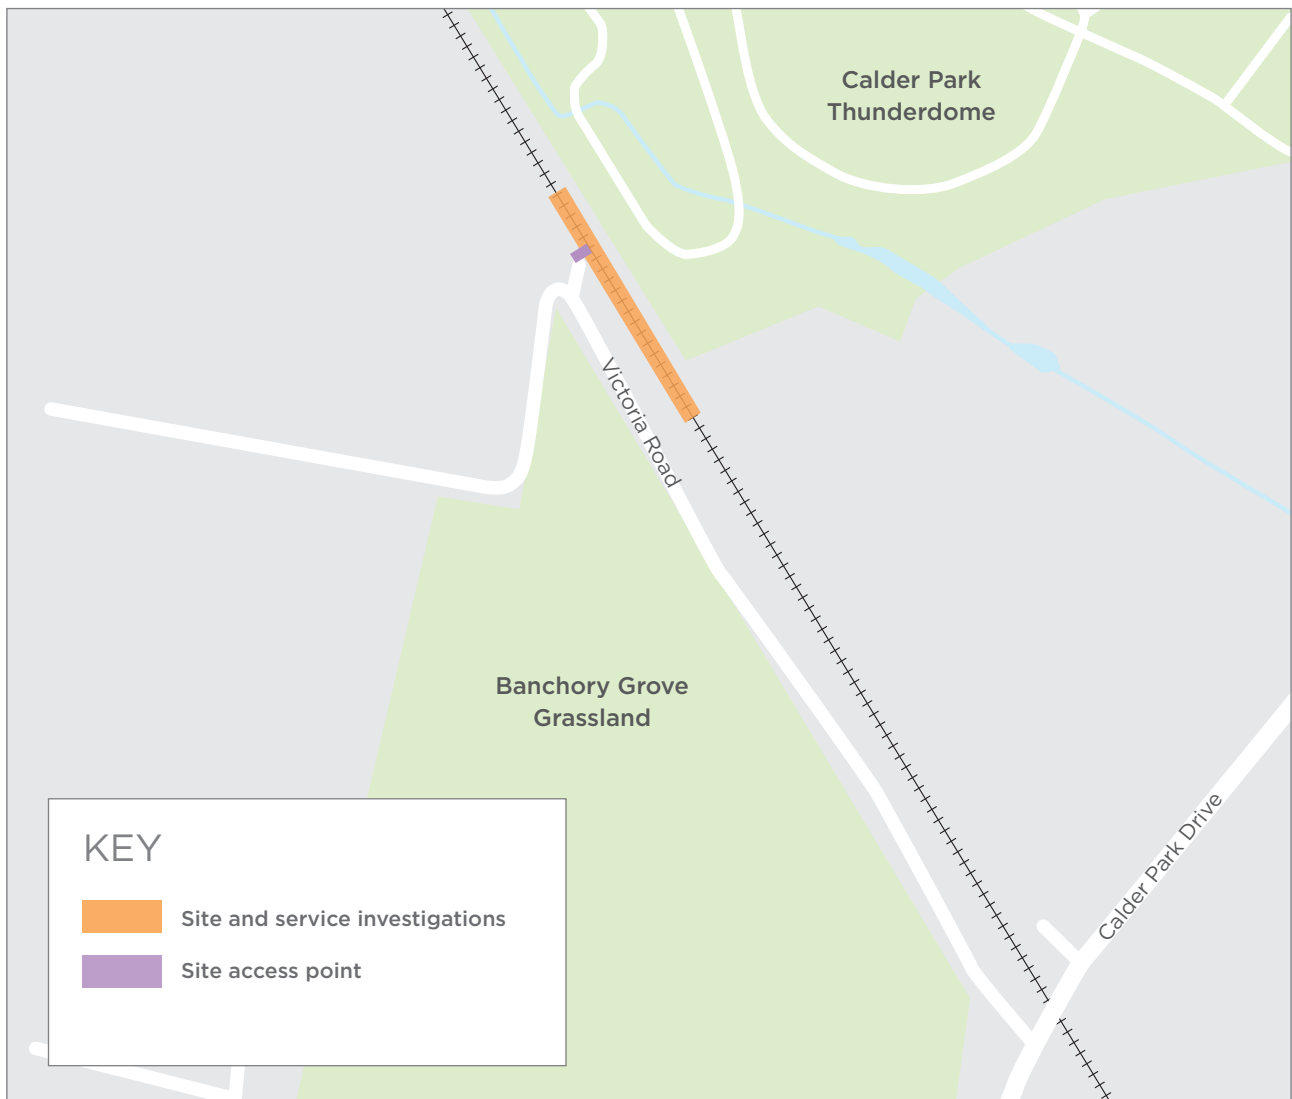 Calder Park
Thunderdome
Victoria Road
Banchory Grove
Grassland
Calder Park Drive
KEY
Site and service investigations
Site access point